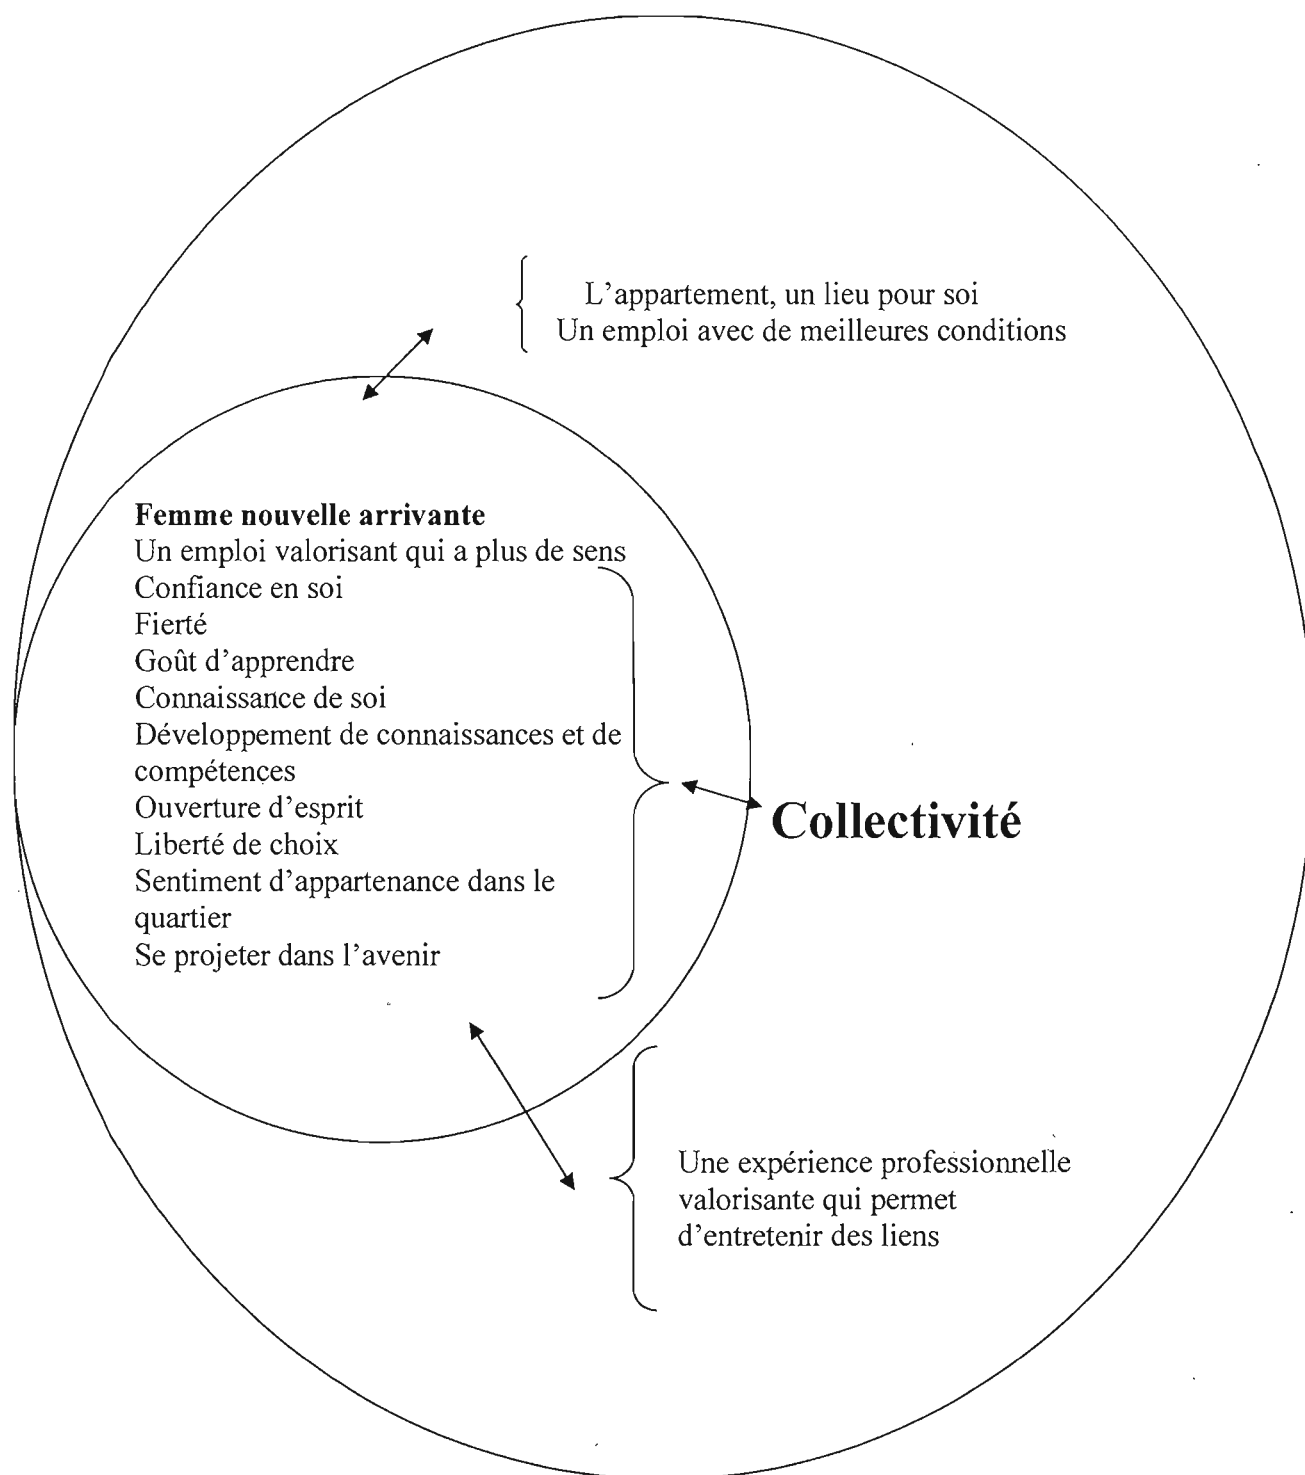 L’appartement, un lieu pour soi
Un emploi avec de meilleures conditions
Femme nouvelle arrivante
Un emploi valorisant qui a plus de sens
Confiance en soi
Fierté
Goût d’apprendre
Connaissance de soi
Développement de connaissances et de
compétences
Ouverture d’esprit
Liberté de choix
Sentiment d’appartenance dans le
quartier
Se projeter dans l’avenir
Collectivité
Une expérience professionnelle
valorisante qui permet
d’entretenir des liens